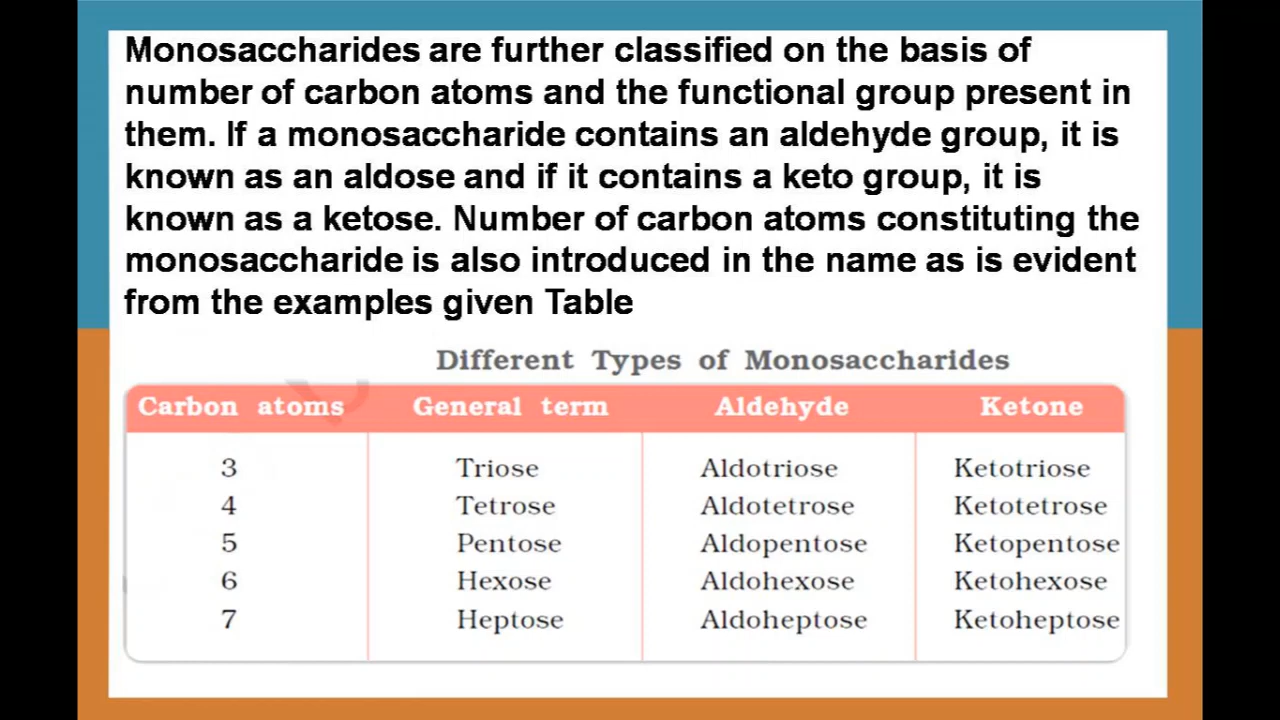 Monosaccharides are further classified on the basis of
number of carbon atoms and the functional group present in
them. If a monosaccharide contains an aldehyde group, it is
known as an aldose and if it contains a keto group, it is
known as a ketose. Number of carbon atoms constituting the
monosaccharide is also introduced in the name as is evident
from the examples given Table
Different Types of Monosaccharides
Carbon atoms General term Aldehyde Ketone
3 Triose Aldotriose Ketotriose
4 Tetrose Aldotetrose Ketotetrose
5 Pentose Aldopentose Ketopentose
6 Hexose Aldohexose Ketohexose
7 Heptose Aldoheptose Ketoheptose